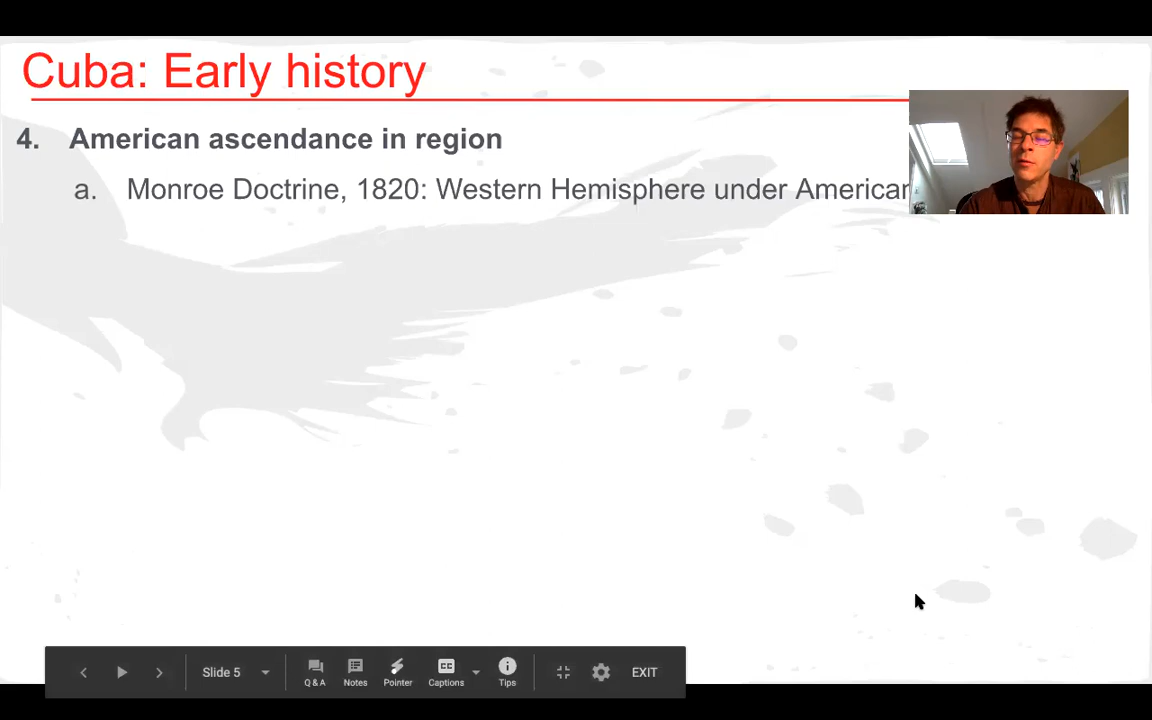 Cuba: Early history
4. American ascendance in region
a. Monroe Doctrine, 1820: Western Hemisphere under American
Slide 5
Q & A Notes Pointer CC Captions Tips EXIT